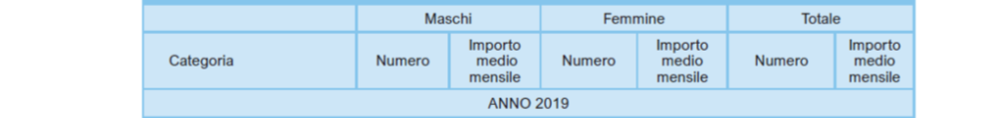 Maschi Femmine Totale
Categoria Numero Importo medio mensile Numero Importo medio mensile Numero Importo medio mensile
ANNO 2019